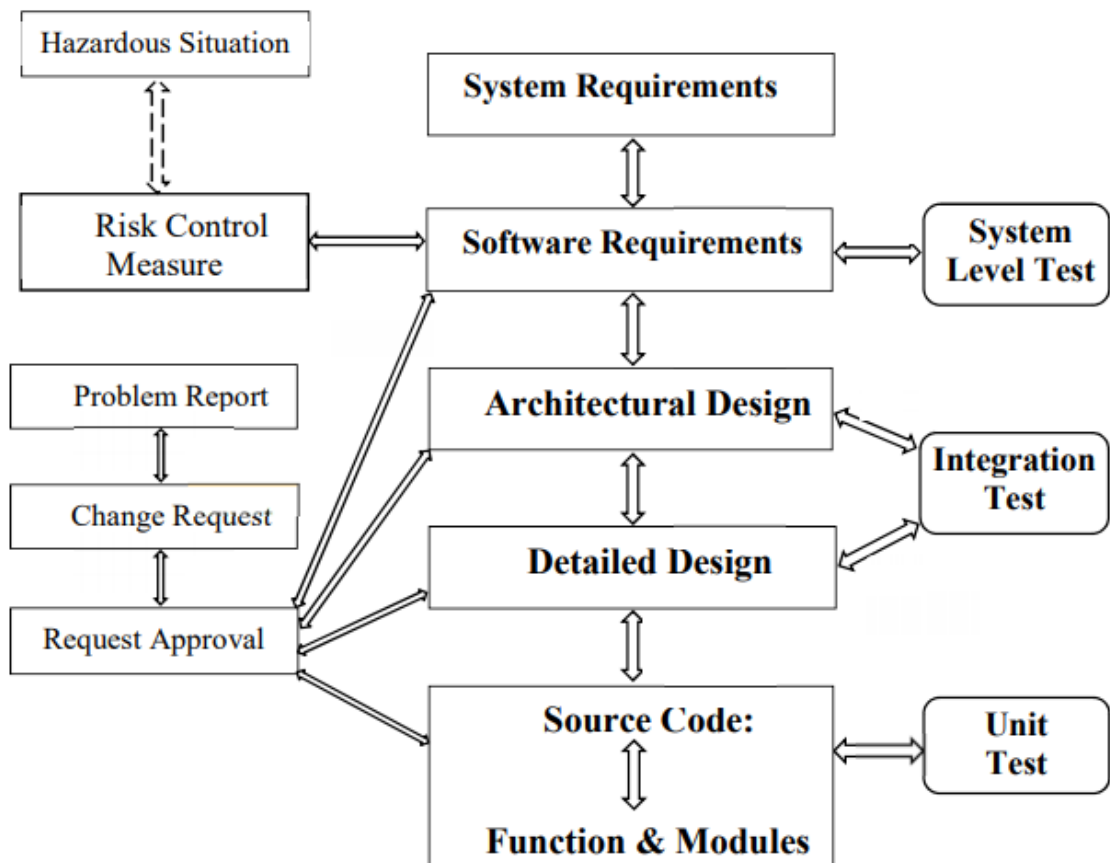 Hazardous Situation
System Requirements
Risk Control
Measure
Software Requirements
System
Level Test
Problem Report
Architectural Design
Integration
Test
Change Request
Detailed Design
Request Approval
Source Code:
Unit
Test
Function & Modules